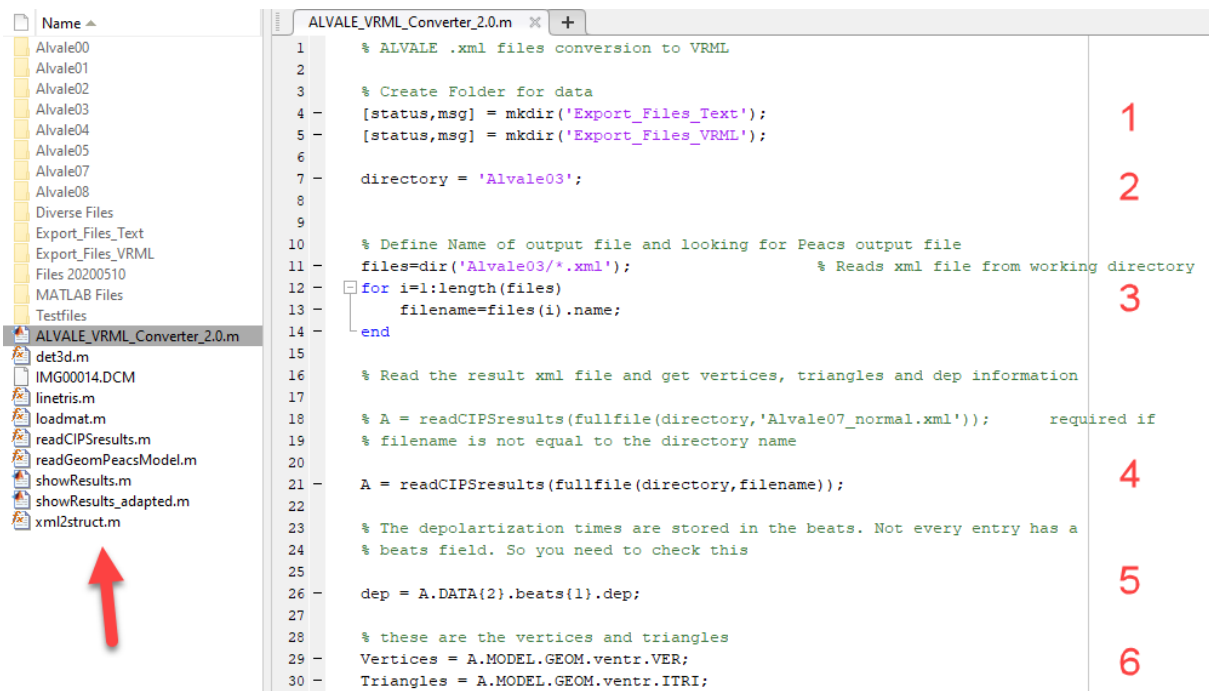 Name
Alvale00
Alvale01
Alvale02
Alvale03
Alvale04
Alvale05
Alvale07
Alvale08
Diverse Files
Export_Files_Text
Export_Files_VRML
Files 20200510
MATLAB Files
Testfiles
ALVALE_VRML_Converter_2.0.m
det3d.m
IMG00014.DCM
linetris.m
loadmat.m
readCIPSresults.m
readGeomPeacsModel.m
showResults.m
showResults_adapted.m
xml2struct.m
ALVALE_VRML_Converter_2.0.m
1 % ALVALE .xml files conversion to VRML
2
3 % Create Folder for data
4 – [status,msg] = mkdir('Export_Files_Text'); 1
5 – [status,msg] = mkdir('Export_Files_VRML');
6
7 – directory = 'Alvale03'; 2
8
9
10 % Define Name of output file and looking for Peacs output file
11 – files=dir('Alvale03/*.xml'); % Reads xml file from working directory
12 – for i=1:length(files) 3
13 – filename=files(i).name;
14 – end
15
16 % Read the result xml file and get vertices, triangles and dep information
17
18 % A = readCIPSresults(fullfile(directory,'Alvale07_normal.xml')); required if
19 % filename is not equal to the directory name
20
21 – A = readCIPSresults(fullfile(directory,filename)); 4
22
23 % The depolartization times are stored in the beats. Not every entry has a
24 % beats field. So you need to check this
25
26 – dep = A.DATA{2}.beats{1}.dep; 5
27
28 % these are the vertices and triangles
29 – Vertices = A.MODEL.GEOM.ventr.VER; 6
30 – Triangles = A.MODEL.GEOM.ventr.ITRI;